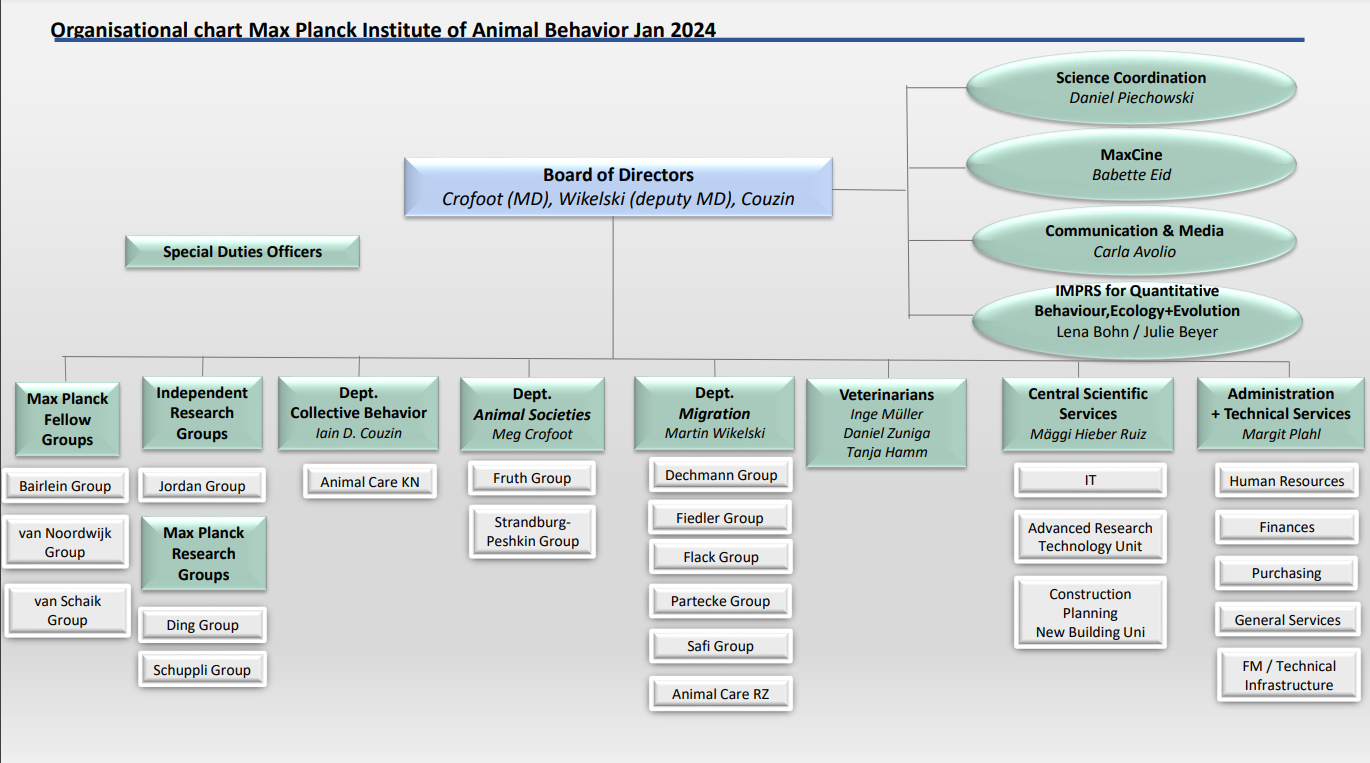 Organisational chart Max Planck Institute of Animal Behavior Jan 2024
Science Coordination
Daniel Piechowski
MaxCine
Babette Eid
Board of Directors
Crofoot (MD), Wikelski (deputy MD), Couzin
Communication & Media
Carla Avolio
Special Duties Officers
IMPRS for Quantitative
Behaviour,Ecology+Evolution
Lena Bohn / Julie Beyer
Max Planck
Fellow
Groups
Bairlein Group
van Noordwijk
Group
van Schaik
Group
Independent
Research
Groups
Jordan Group
Max Planck
Research
Groups
Ding Group
Schuppli Group
Dept.
Collective Behavior
Iain D. Couzin
Animal Care KN
Dept.
Animal Societies
Meg Crofoot
Fruth Group
Strandburg-
Peshkin Group
Dept.
Migration
Martin Wikelski
Dechmann Group
Fiedler Group
Flack Group
Partecke Group
Safi Group
Animal Care RZ
Veterinarians
Inge Müller
Daniel Zuniga
Tanja Hamm
Central Scientific
Services
Mäggi Hieber Ruiz
IT
Advanced Research
Technology Unit
Construction
Planning
New Building Uni
Administration
+ Technical Services
Margit Plahl
Human Resources
Finances
Purchasing
General Services
FM / Technical
Infrastructure